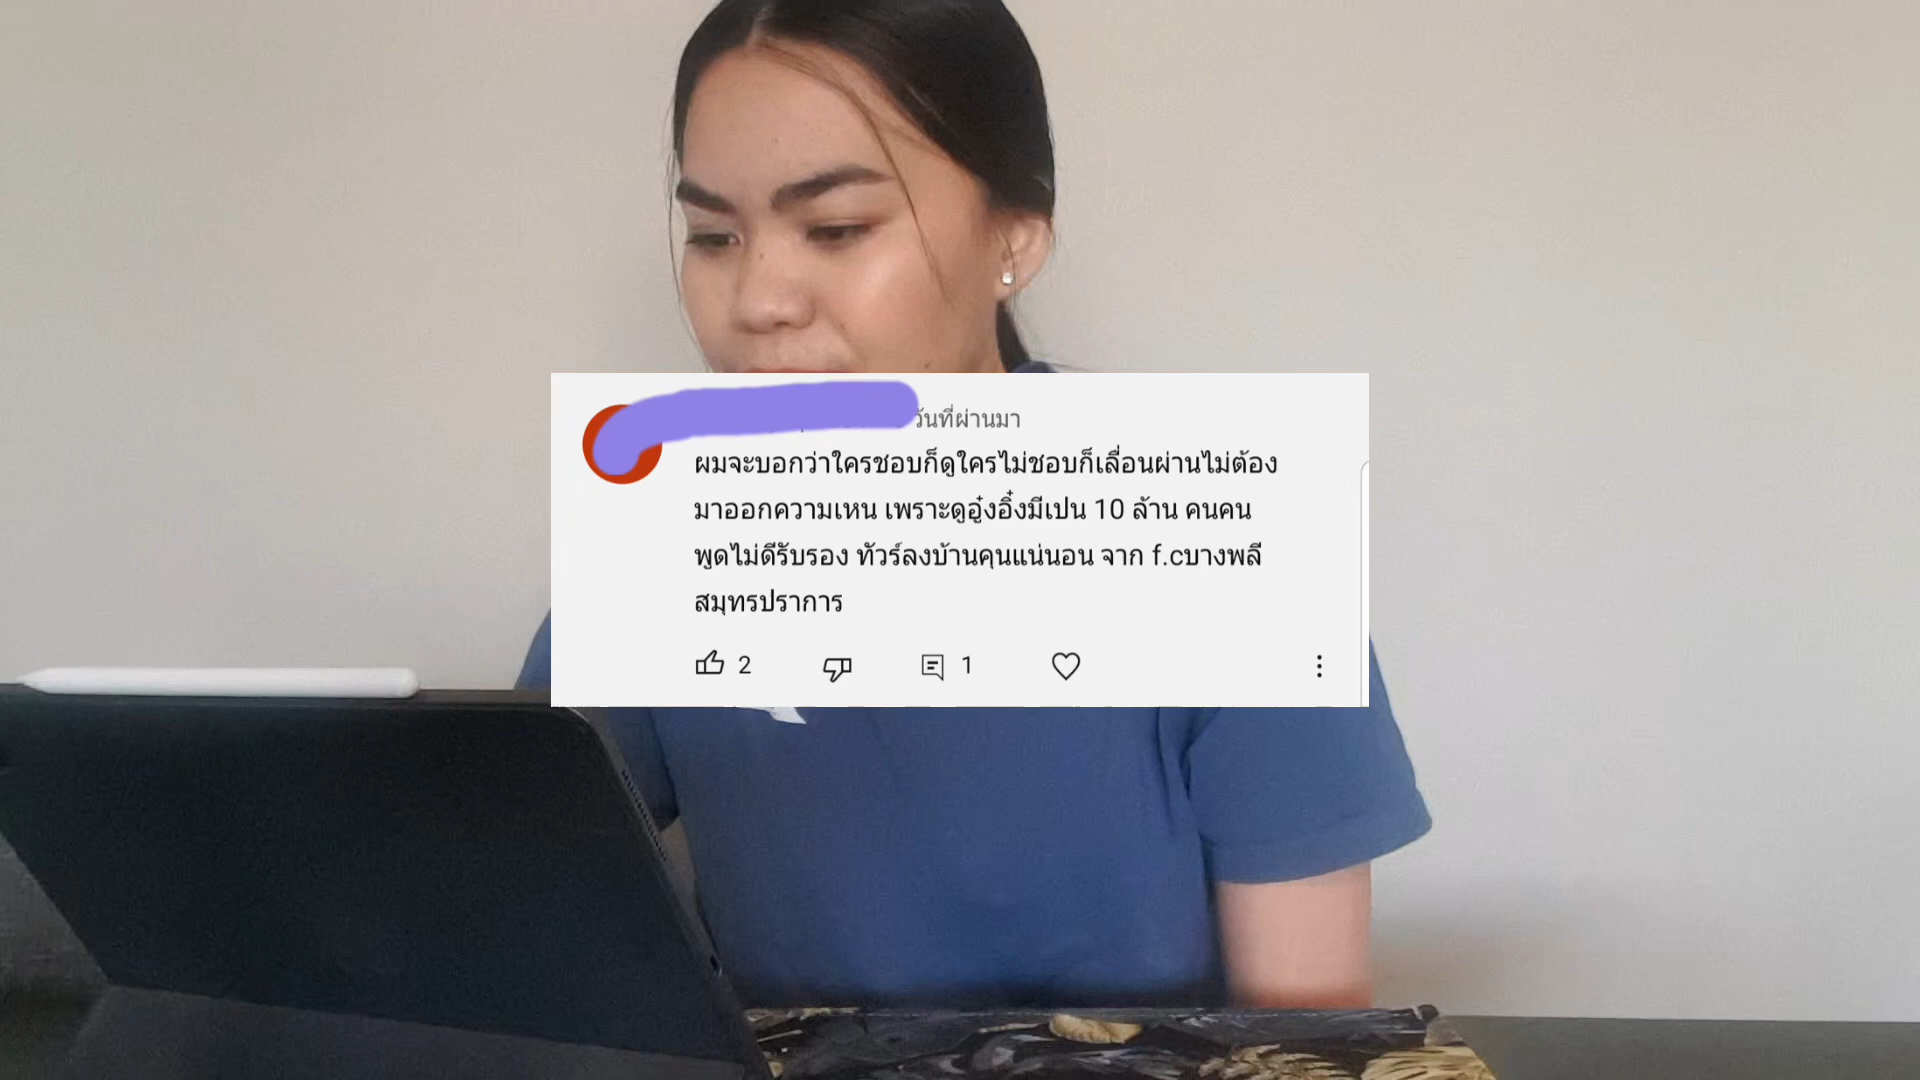 วันที่ผ่านมา
ผมจะบอกว่าใครชอบก็ดูใครไม่ชอบก็เลื่อนผ่านไม่ต้อง
มาออกความเหน เพราะดูอู๋งอิ๋งมีเปน 10 ล้าน คนคน
พูดไม่ดีรับรอง ทัวร์ลงบ้านคุนแน่นอน จาก f.cบางพลี
สมุทรปราการ
2 1